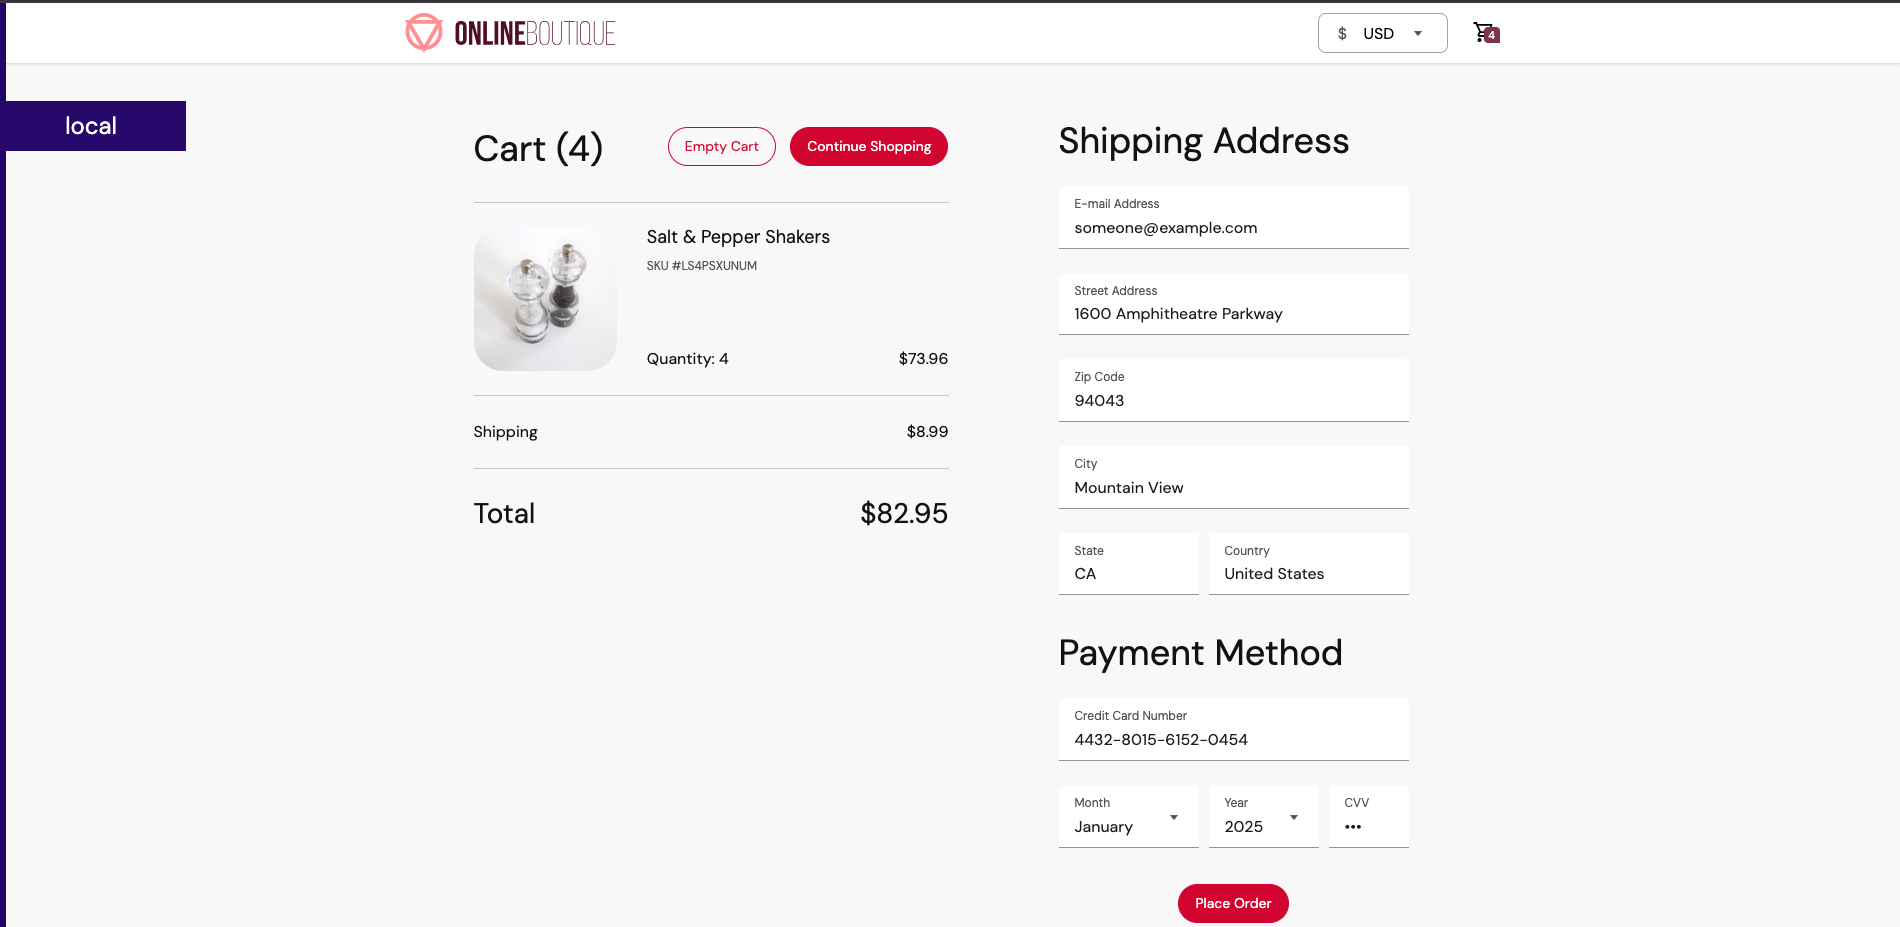 ONLINEBOUTIQUE
$ USD
4
local
Cart (4)
Empty Cart
Continue Shopping
Salt & Pepper Shakers
SKU #LS4PSXUNUM
Quantity: 4
$73.96
Shipping
$8.99
Total
$82.95
Shipping Address
E-mail Address
someone@example.com
Street Address
1600 Amphitheatre Parkway
Zip Code
94043
City
Mountain View
State
CA
Country
United States
Payment Method
Credit Card Number
4432-8015-6152-0454
Month
January
Year
2025
CVV
•••
Place Order